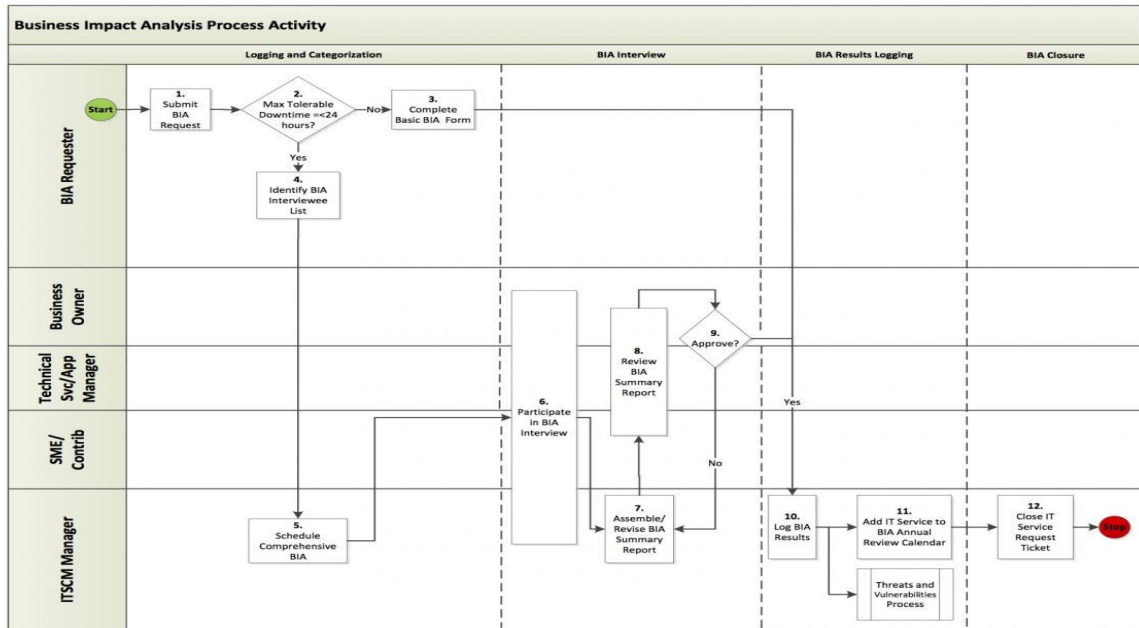 Business Impact Analysis Process Activity
Logging and Categorization
BIA Interview
BIA Results Logging
BIA Closure
BIA Requester
Start
1.
Submit
BIA
Request
2.
Max Tolerable
Downtime =<24
hours?
No
3.
Complete
Basic BIA Form
Yes
4.
Identify BIA
Interviewee
List
Business
Owner
Technical
Svc/App
Manager
SME/
Contrib
6.
Participate
in BIA
Interview
8.
Review
BIA
Summary
Report
9.
Approve?
Yes
No
ITSCM Manager
5.
Schedule
Comprehensive
BIA
7.
Assemble/
Revise BIA
Summary
Report
10.
Log BIA
Results
11.
Add IT Service to
BIA Annual
Review Calendar
Threats and
Vulnerabilities
Process
12.
Close IT
Service
Request
Ticket
Stop